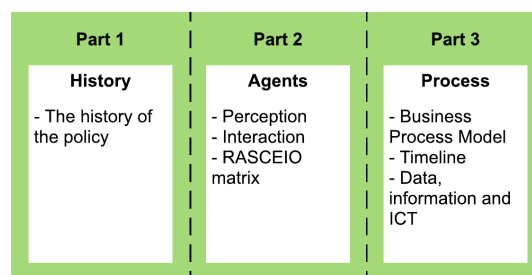 Part 1
History
- The history of
the policy
Part 2
Agents
- Perception
- Interaction
- RASCEIO
matrix
Part 3
Process
- Business
Process Model
- Timeline
- Data,
information and
ICT